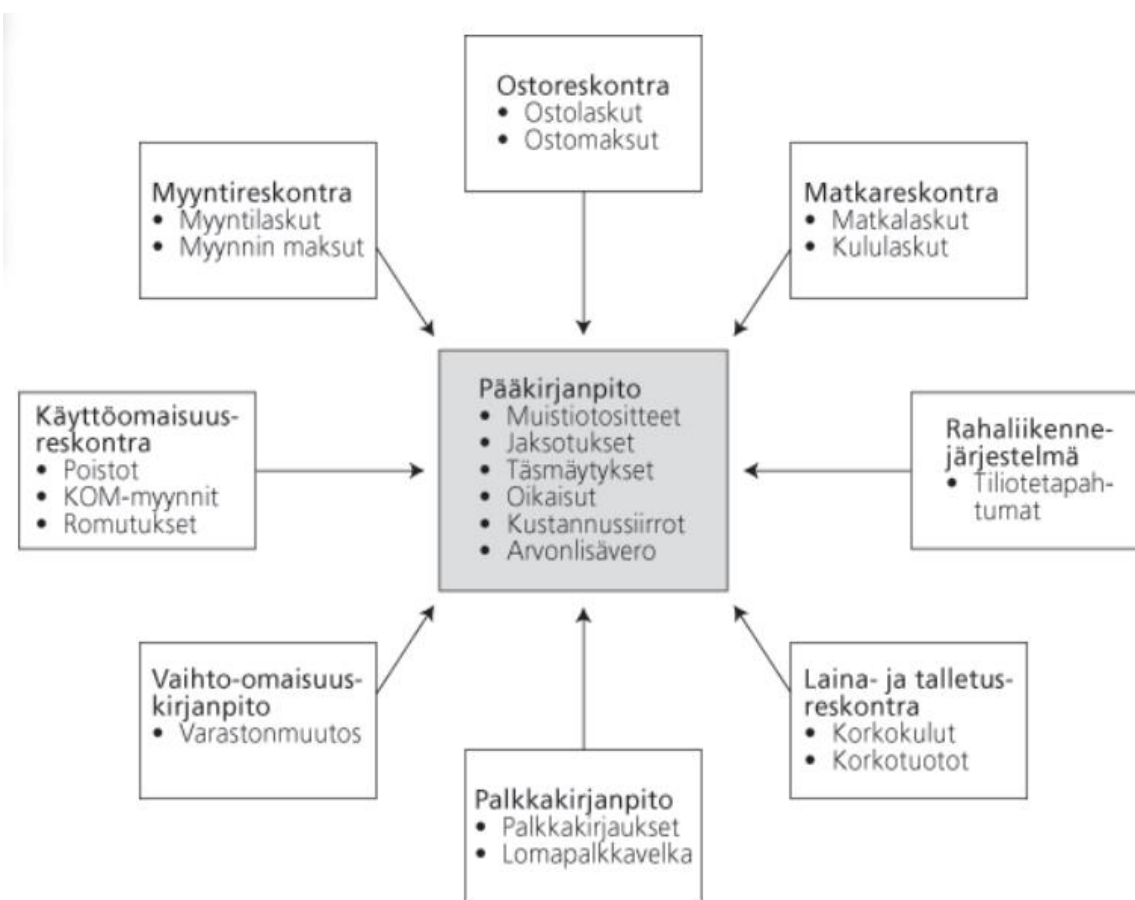 Ostoreskontra
• Ostolaskut
• Ostomaksut
Myyntireskontra
• Myyntilaskut
• Myynnin maksut
Matkareskontra
• Matkalaskut
• Kululaskut
Pääkirjanpito
• Muistiotositteet
• Jaksotukset
• Täsmäytykset
• Oikaisut
• Kustannussiirrot
• Arvonlisävero
Käyttöomaisuus-
reskontra
• Poistot
• KOM-myynnit
• Romutukset
Rahaliikenne-
järjestelmä
• Tiliotetapah-
tumat
Vaihto-omaisuus-
kirjanpito
• Varastonmuutos
Laina- ja talletus-
reskontra
• Korkokulut
• Korkotuotot
Palkkakirjanpito
• Palkkakirjaukset
• Lomapalkkavelka